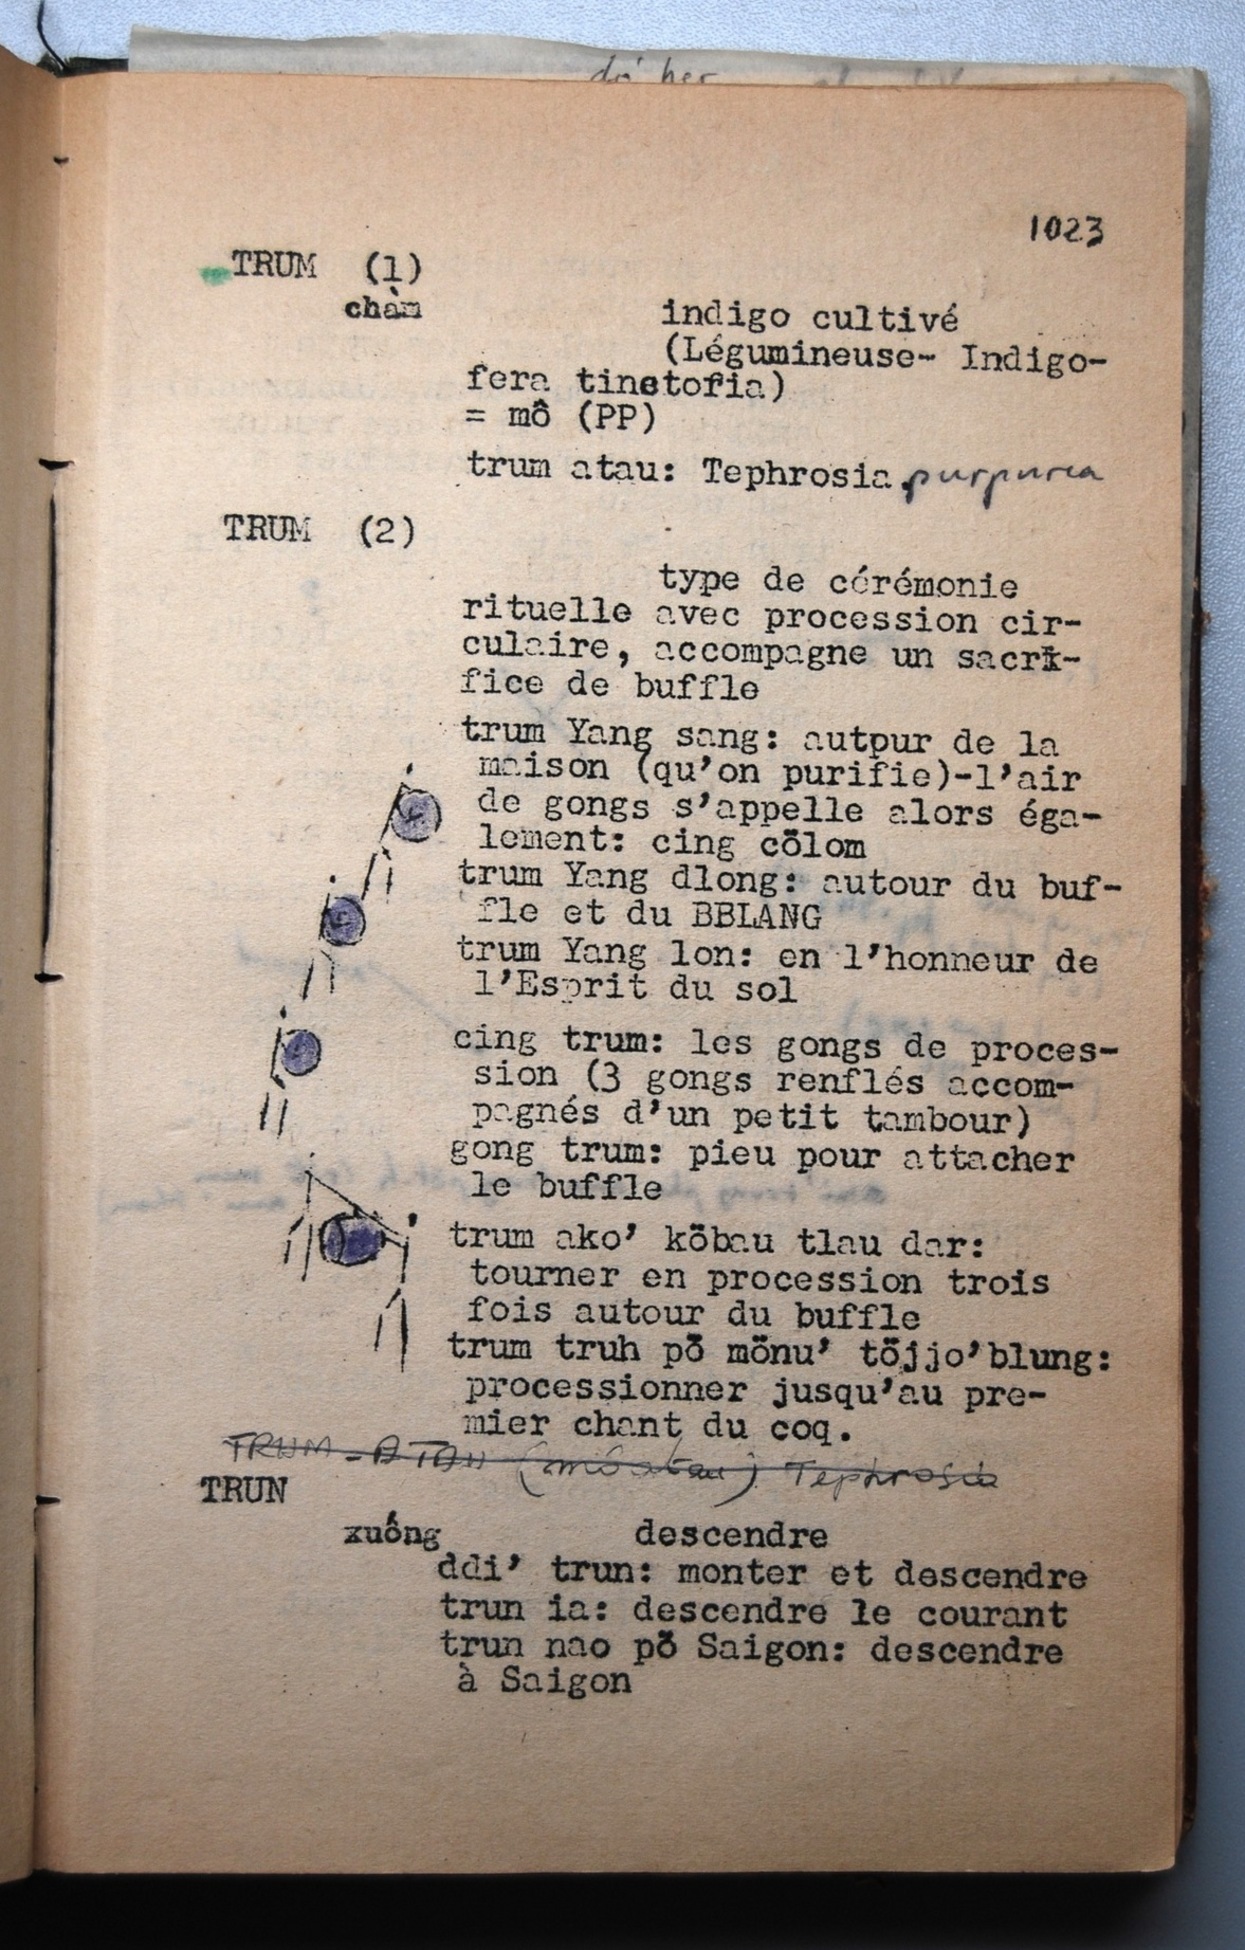 dơ̆ her
1023
TRUM (1)
chàm
indigo cultivé
(Légumineuse- Indigo-
fera tinctofia)
= mô (PP)
trum atau: Tephrosia purpurea
TRUM (2)
type de cérémonie
rituelle avec procession cir-
culaire, accompagne un sacri-
fice de buffle
trum Yang sang: autour de la
maison (qu'on purifie)-l'air
de gongs s'appelle alors éga-
lement: cing cŏlom
trum Yang dlong: autour du buf-
fle et du BBLANG
trum Yang lon: en l'honneur de
l'Esprit du sol
cing trum: les gongs de proces-
sion (3 gongs renflés accom-
pagnés d'un petit tambour)
gong trum: pieu pour attacher
le buffle
trum ako' kŏbau tlau dar:
tourner en procession trois
fois autour du buffle
trum truh pŏ mŏnu' tŏjjo'blung:
processionner jusqu'au pre-
mier chant du coq.
TRUM-ATAU (mô atau) Tephrosia
TRUN
xuống
descendre
ddi' trun: monter et descendre
trun ia: descendre le courant
trun nao pŏ Saigon: descendre
à Saigon